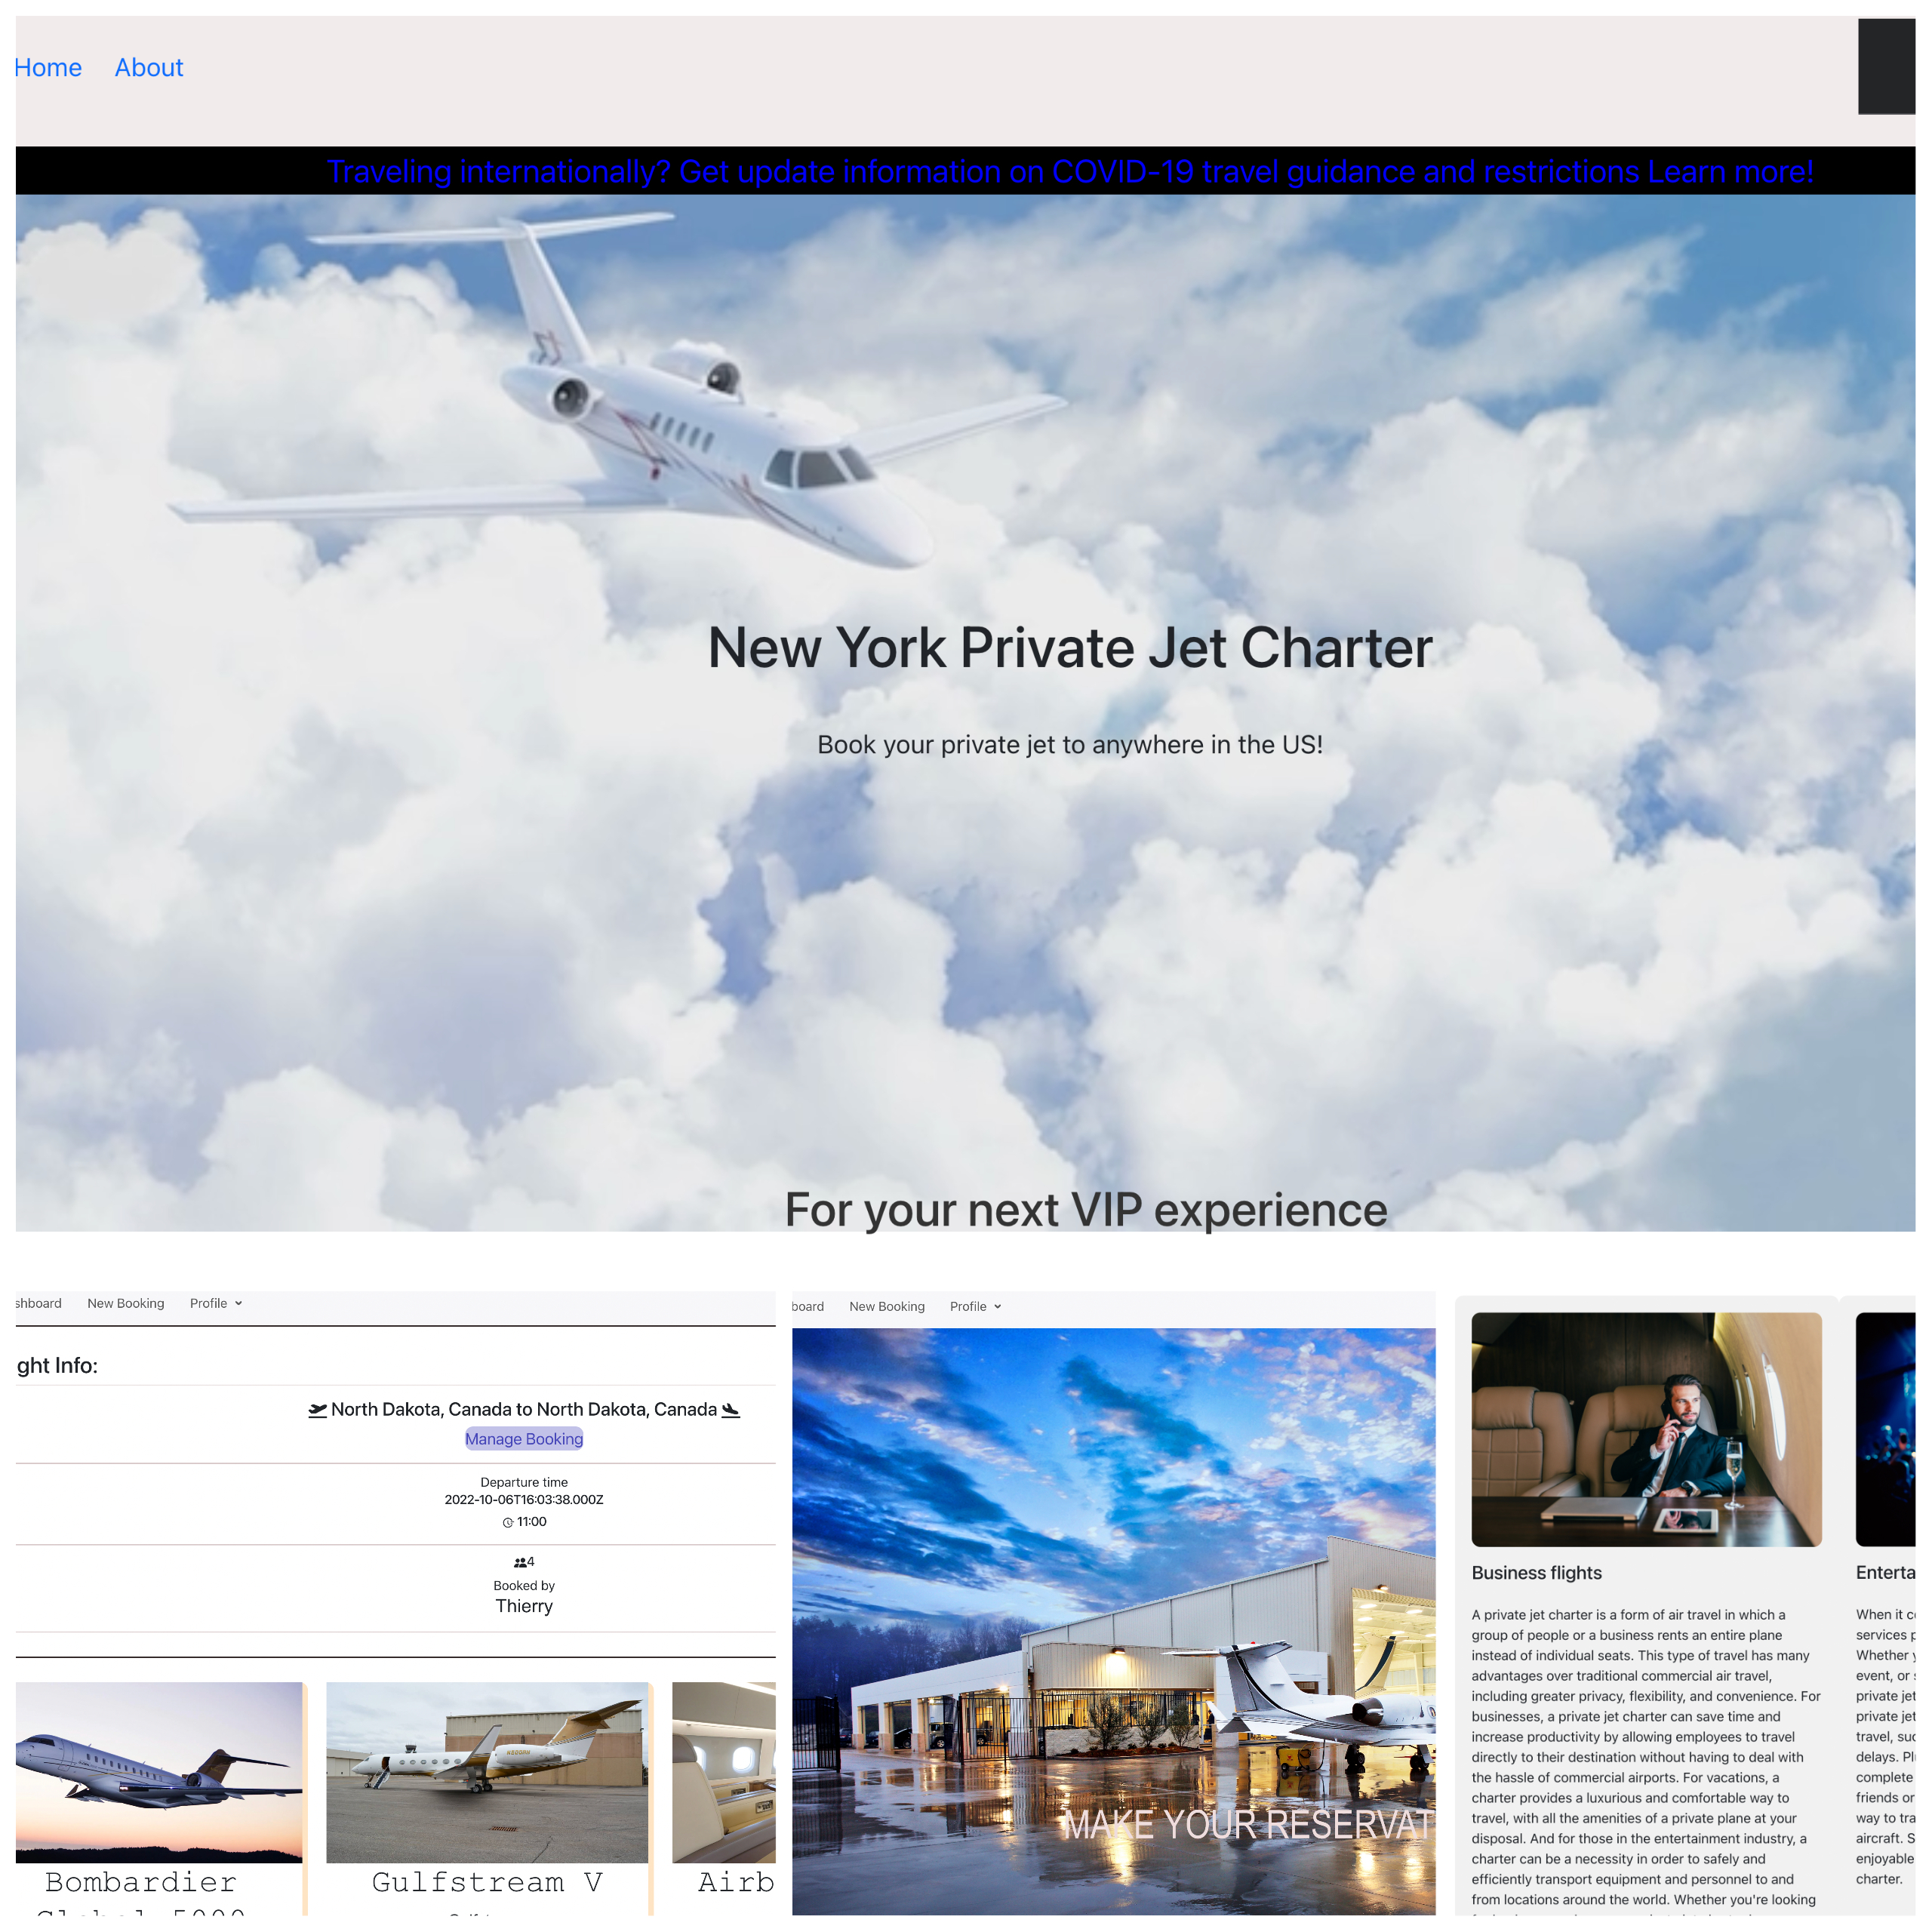 Home About
Traveling internationally? Get update information on COVID-19 travel guidance and restrictions Learn more!
New York Private Jet Charter
Book your private jet to anywhere in the US!
For your next VIP experience
shboard New Booking Profile
ght Info:
North Dakota, Canada to North Dakota, Canada
Manage Booking
Departure time
2022-10-06T16:03:38.000Z
11:00
4
Booked by
Thierry
Bombardier
Global 5000
Gulfstream V
Airb
board New Booking Profile
MAKE YOUR RESERVAT
Business flights
A private jet charter is a form of air travel in which a
group of people or a business rents an entire plane
instead of individual seats. This type of travel has many
advantages over traditional commercial air travel,
including greater privacy, flexibility, and convenience. For
businesses, a private jet charter can save time and
increase productivity by allowing employees to travel
directly to their destination without having to deal with
the hassle of commercial airports. For vacations, a
charter provides a luxurious and comfortable way to
travel, with all the amenities of a private plane at your
disposal. And for those in the entertainment industry, a
charter can be a necessity in order to safely and
efficiently transport equipment and personnel to and
from locations around the world. Whether you're looking
Enterta
When it c
services p
Whether y
event, or s
private jet
private jet
travel, suc
delays. Pl
complete
friends or
way to tra
aircraft. S
enjoyable
charter.